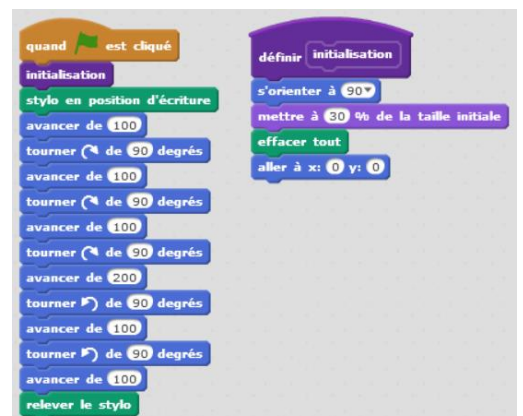 quand est cliqué
initialisation
stylo en position d'écriture
avancer de 100
tourner de 90 degrés
avancer de 100
tourner de 90 degrés
avancer de 100
tourner de 90 degrés
avancer de 200
tourner de 90 degrés
avancer de 100
tourner de 90 degrés
avancer de 100
relever le stylo
définir initialisation
s'orienter à 90
mettre à 30 % de la taille initiale
effacer tout
aller à x: 0 y: 0